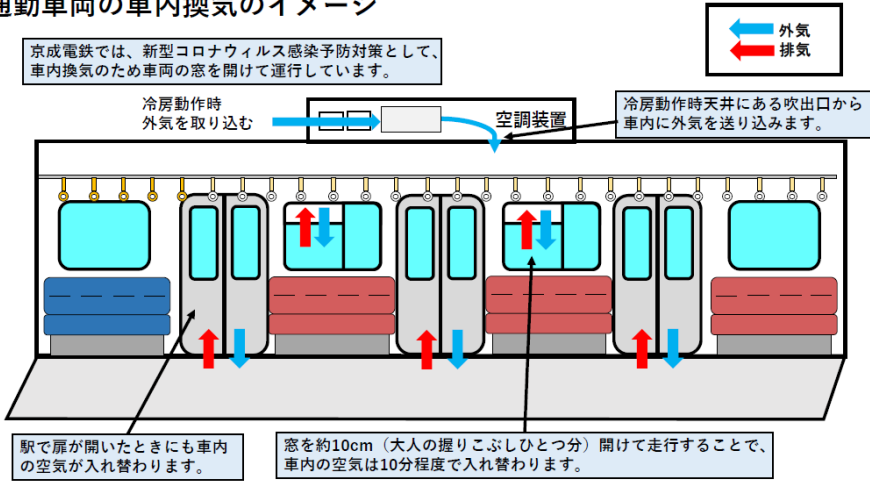 通勤車両の車内換気のイメージ
外気
排気
京成電鉄では、新型コロナウィルス感染予防対策として、
車内換気のため車両の窓を開けて運行しています。
冷房動作時
外気を取り込む
空調装置
冷房動作時天井にある吹出口から
車内に外気を送り込みます。
駅で扉が開いたときにも車内
の空気が入れ替わります。
窓を約10cm（大人の握りこぶしひとつ分）開けて走行することで、
車内の空気は10分程度で入れ替わります。